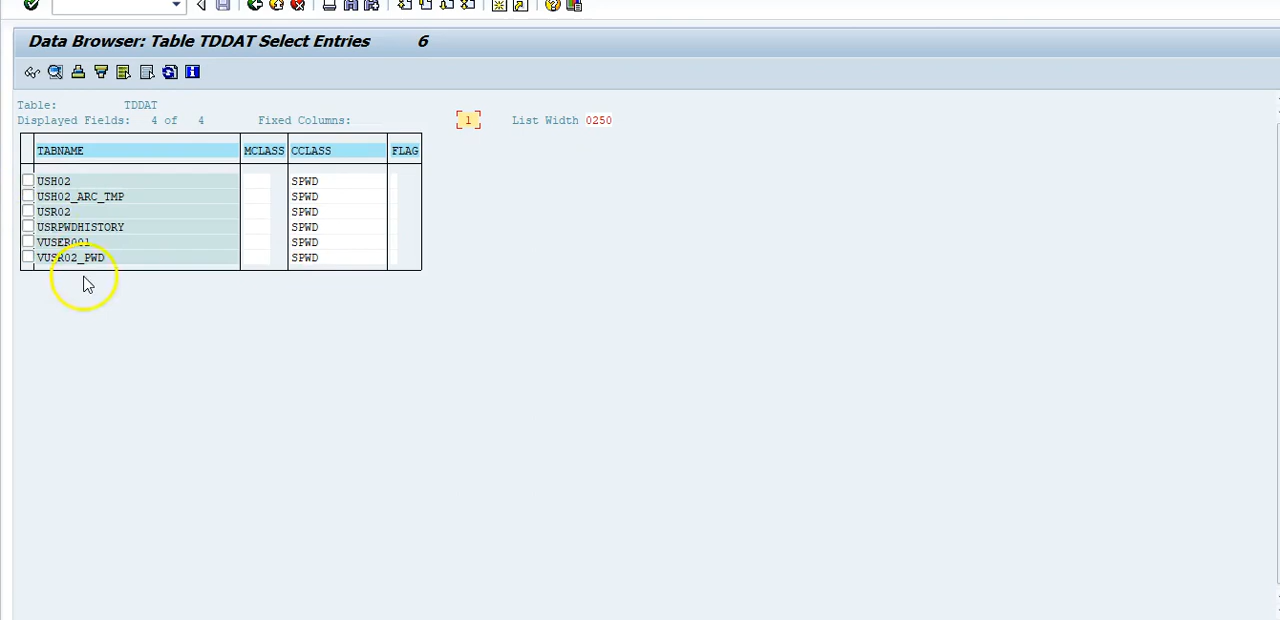 Data Browser: Table TDDAT Select Entries 6
Table: TDDAT
Displayed Fields: 4 of 4 Fixed Columns: 1 List Width 0250
TABNAME MCLASS CCLASS FLAG
USH02 SPWD
USH02_ARC_TMP SPWD
USR02 SPWD
USRPWDHISTORY SPWD
VUSER001 SPWD
VUSR02_PWD SPWD